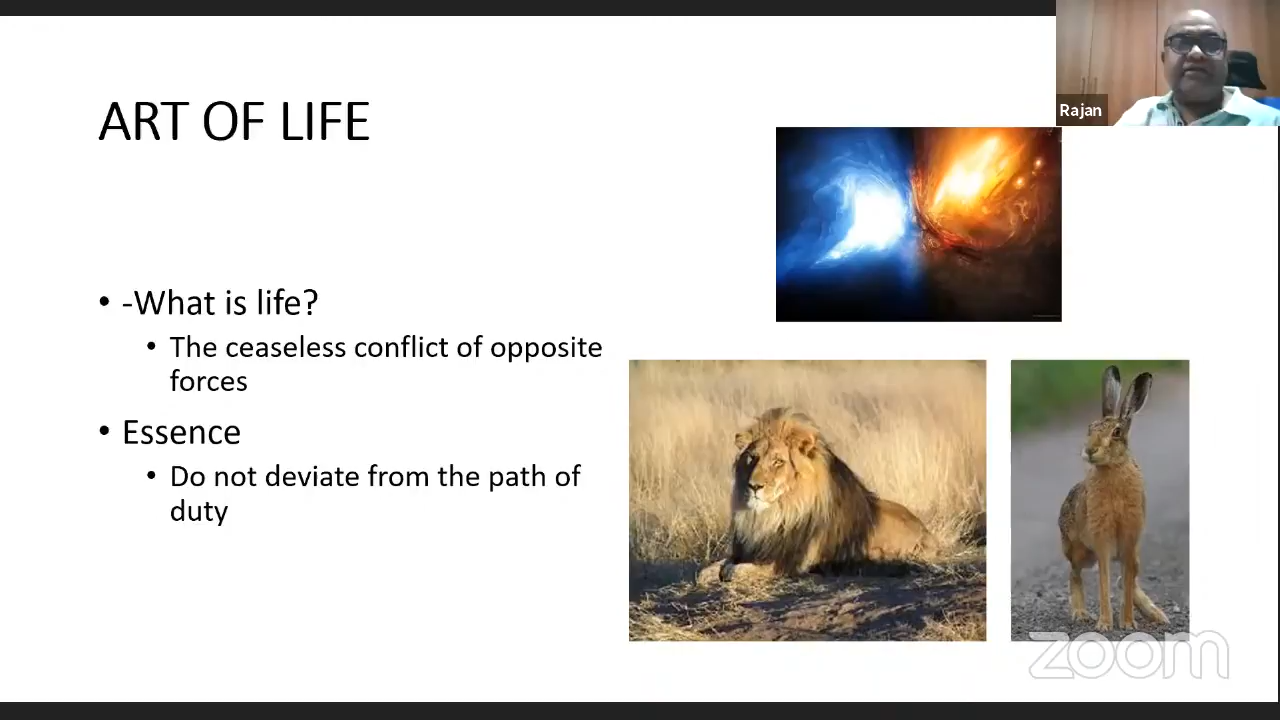 ART OF LIFE
Rajan
• -What is life?
• The ceaseless conflict of opposite
forces
• Essence
• Do not deviate from the path of
duty
zoom